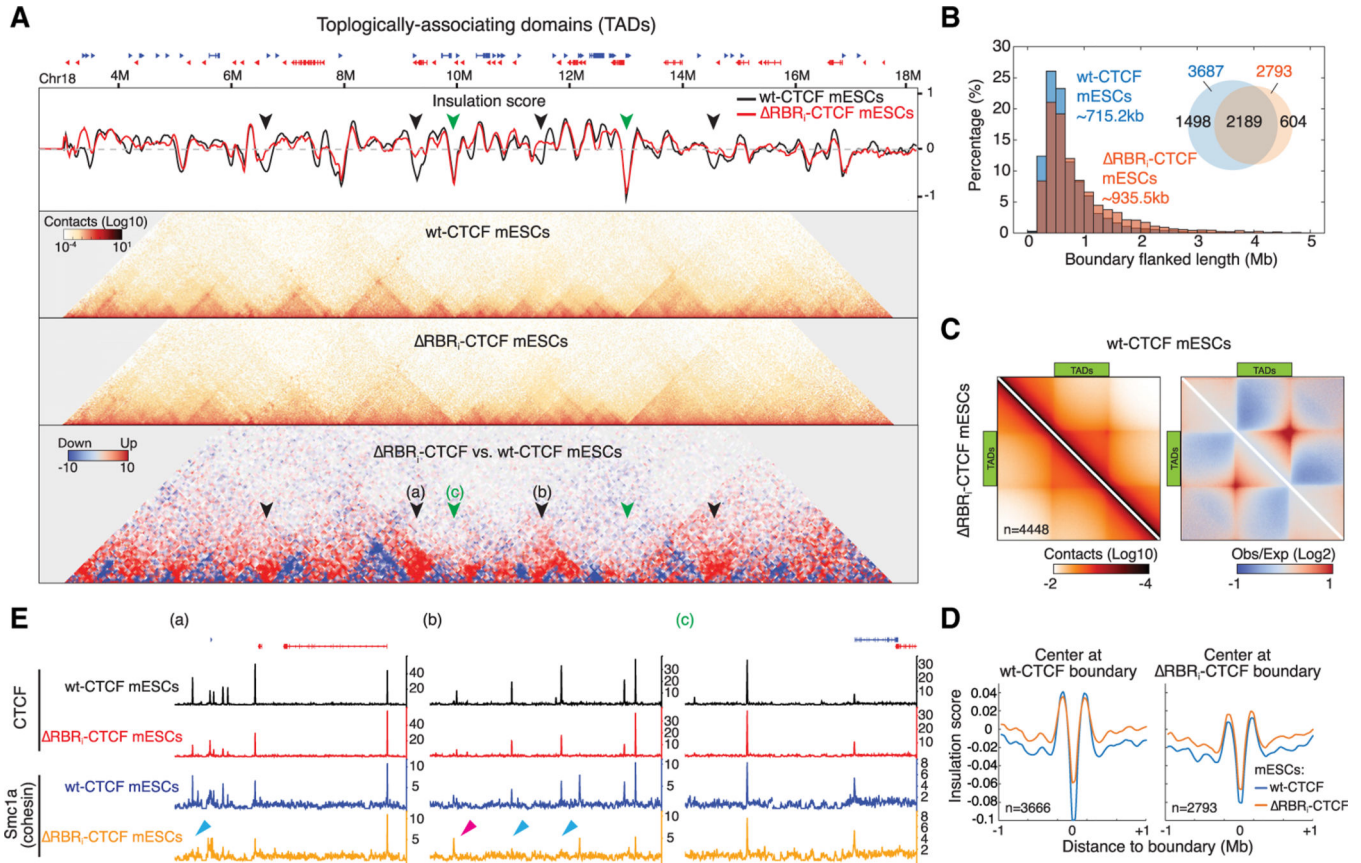 A
Toplogically-associating domains (TADs)
Chr18
4M
6M
8M
10M
12M
14M
16M
18M
Insulation score
wt-CTCF mESCs
ΔRBRi-CTCF mESCs
1
0
-1
Contacts (Log10)
10-4
101
wt-CTCF mESCs
ΔRBRi-CTCF mESCs
Down
Up
-10
10
ΔRBRi-CTCF vs. wt-CTCF mESCs
(a)
(c)
(b)
B
Percentage (%)
30
25
20
15
10
5
0
wt-CTCF
mESCs
~715.2kb
ΔRBRi-CTCF
mESCs
~935.5kb
3687
2793
1498
2189
604
0
1
2
3
4
5
Boundary flanked length (Mb)
C
wt-CTCF mESCs
ΔRBRi-CTCF mESCs
TADs
TADs
TADs
TADs
n=4448
Contacts (Log10)
-2
-4
Obs/Exp (Log2)
-1
1
D
Center at
wt-CTCF boundary
Center at
ΔRBRi-CTCF boundary
Insulation score
0.04
0.02
0
-0.02
-0.04
-0.06
-0.08
-0.1
n=3666
n=2793
mESCs:
wt-CTCF
ΔRBRi-CTCF
-1
0
+1
-1
0
+1
Distance to boundary (Mb)
E
(a)
(b)
(c)
CTCF
wt-CTCF mESCs
40
20
30
20
10
30
20
10
ΔRBRi-CTCF mESCs
40
20
30
20
10
30
20
10
Smc1a
(cohesin)
wt-CTCF mESCs
10
5
10
5
8
6
4
2
ΔRBRi-CTCF mESCs
10
5
10
5
8
6
4
2